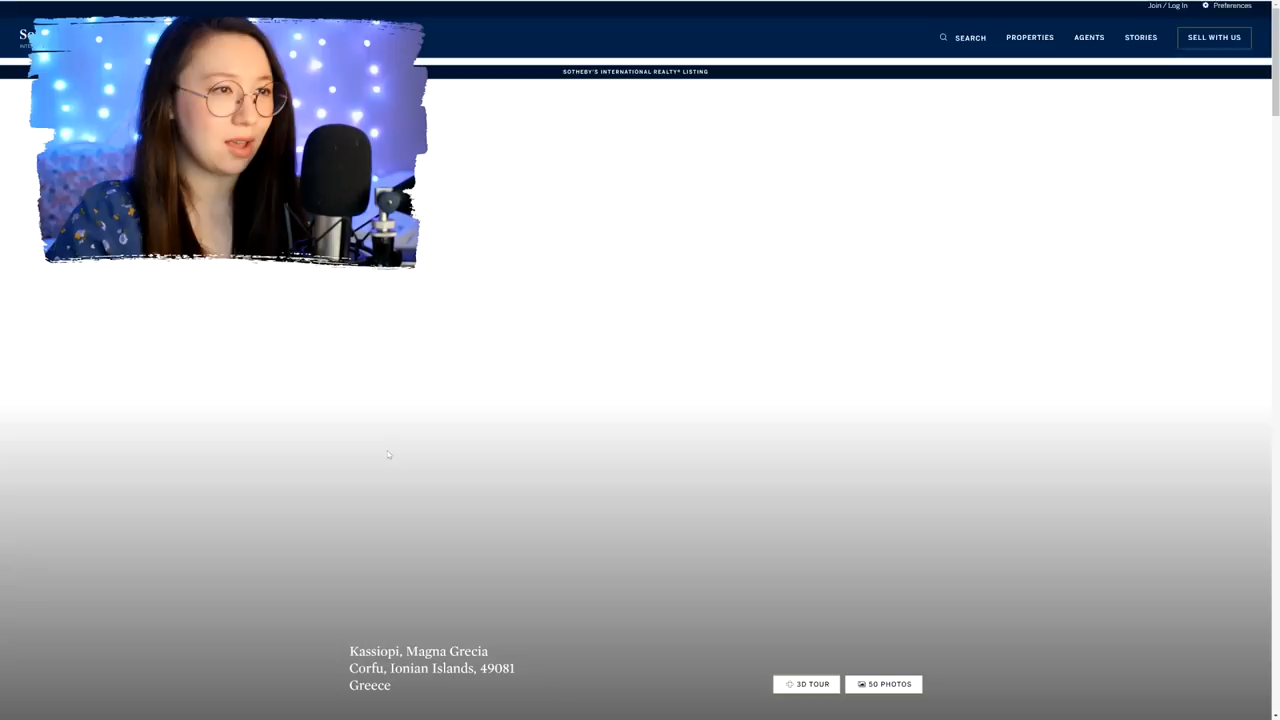 Join / Log In
Preferences
SEARCH
PROPERTIES
AGENTS
STORIES
SELL WITH US
SOTHEBY'S INTERNATIONAL REALTY® LISTING
Kassiopi, Magna Grecia
Corfu, Ionian Islands, 49081
Greece
3D TOUR
50 PHOTOS